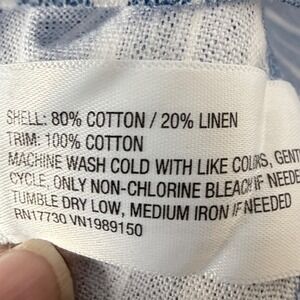 SHELL: 80% COTTON / 20% LINEN
TRIM: 100% COTTON
MACHINE WASH COLD WITH LIKE COLORS, GENT
CYCLE, ONLY NON-CHLORINE BLEACH IF NEEDE
TUMBLE DRY LOW, MEDIUM IRON IF NEEDED
RN17730 VN1989150